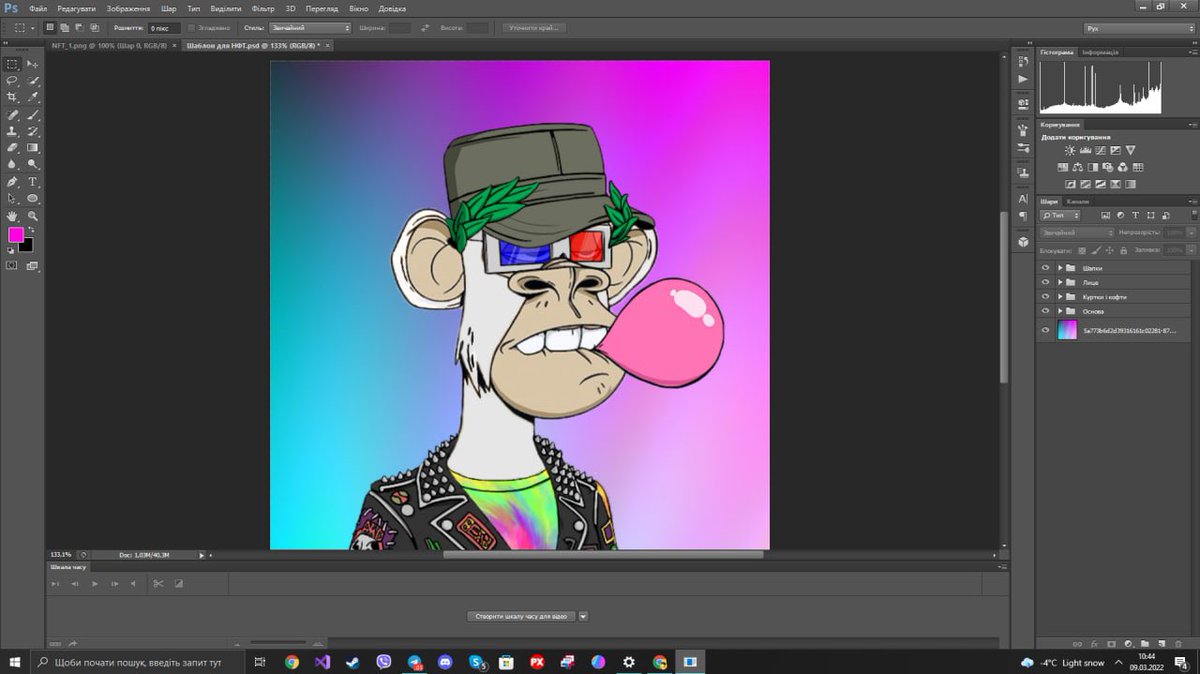 Ps Файл Редагувати Зображення Шар Тип Виділити Фільтр 3D Перегляд Вікно Довідка
Розмиття: 0 пікс Згладжено Стиль: Звичайний Ширина: Висота: Уточнити краї... Рух
NFT_1.png @ 100% (Шар 0, RGB/8) × Шаблон для НФТ.psd @ 133% (RGB/8) * ×
Гістограма Інформація
Коригування
Додати коригування
Шари Канали
Тип
Звичайний Непрозорість: 100%
Блокувати: Заливка: 100%
Шапки
Лице
Куртки і кофти
Основа
5a773b6d2d39316161c02281-87...
133,1% Doc: 1,03M/40,3M
Шкала часу
Створити шкалу часу для відео
Щоби почати пошук, введіть запит тут
-4°C Light snow
10:44
09.03.2022